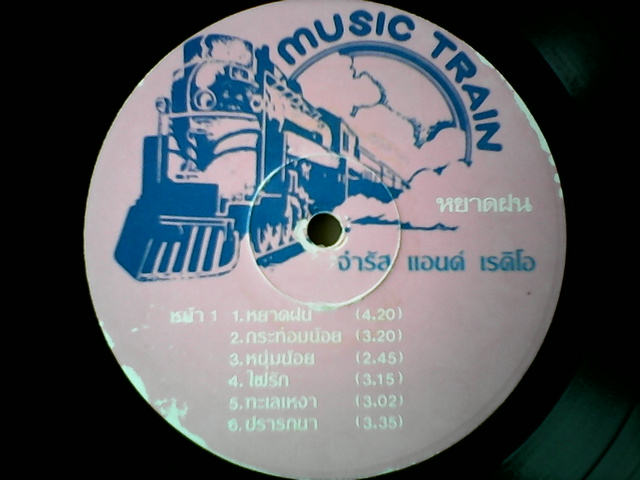 MUSIC TRAIN
หยาดฝน
จำรัส แอนด์ เรดิโอ
หน้า 1 1.หยาดฝน (4.20)
2.กระท่อมน้อย (3.20)
3.หนุ่มน้อย (2.45)
4.ไฟรัก (3.15)
5.ทะเลเหงา (3.02)
6.ปรารถนา (3.35)